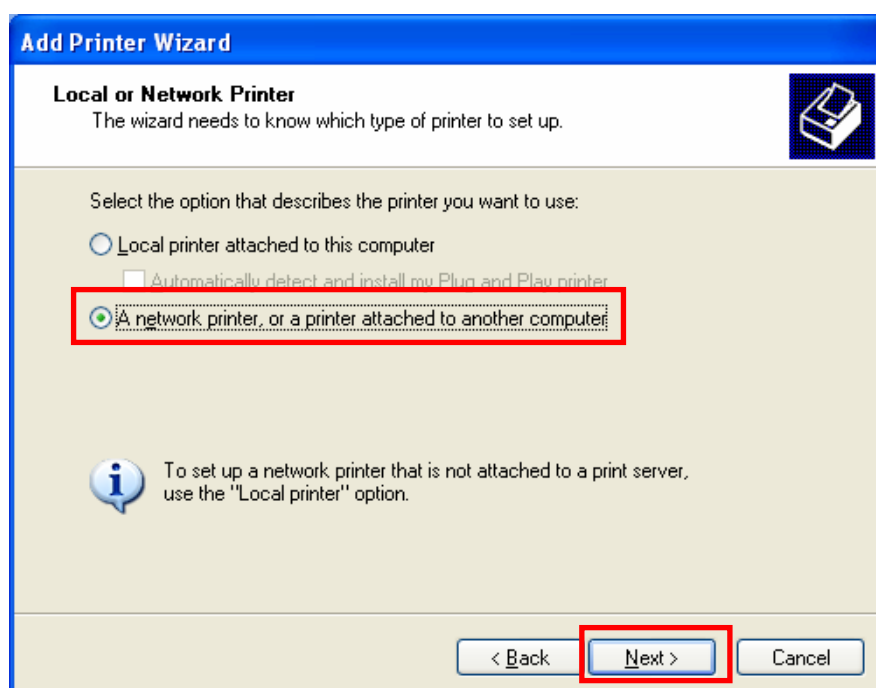 Add Printer Wizard
Local or Network Printer
The wizard needs to know which type of printer to set up.
Select the option that describes the printer you want to use:
Local printer attached to this computer
Automatically detect and install my Plug and Play printer
A network printer, or a printer attached to another computer
To set up a network printer that is not attached to a print server,
use the "Local printer" option.
< Back Next > Cancel